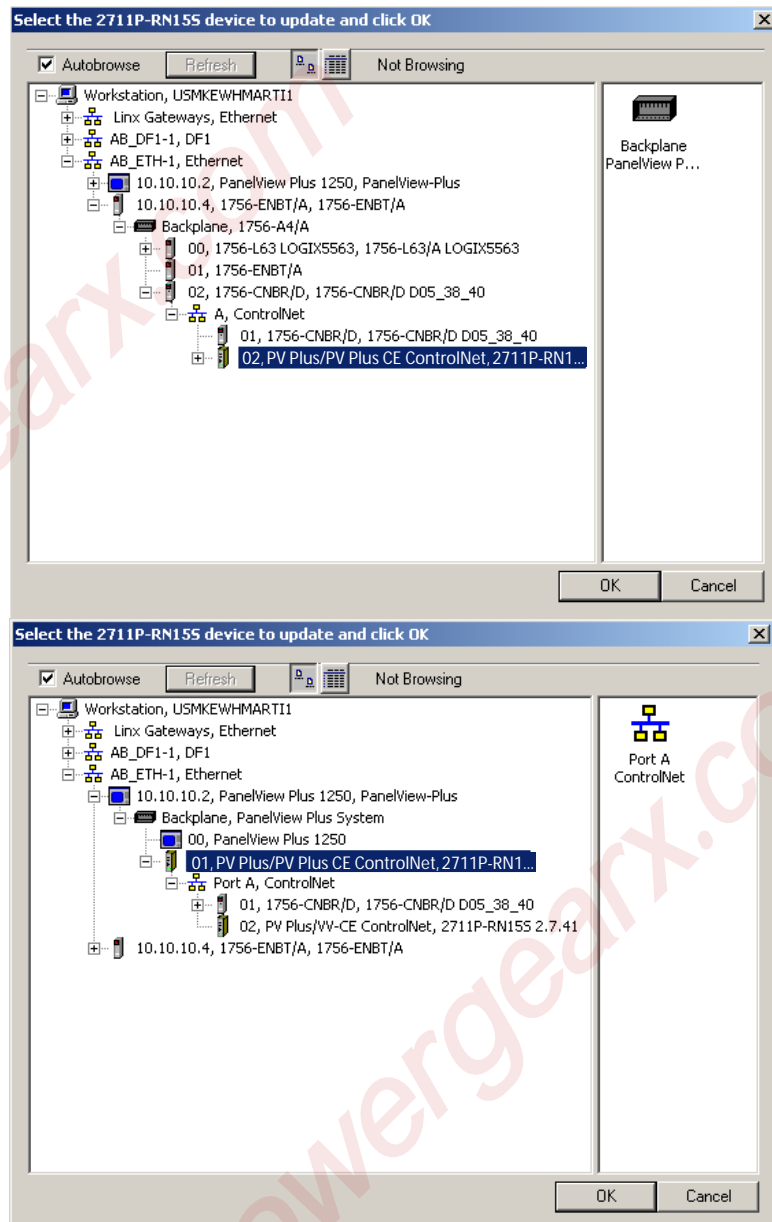 Select the 2711P-RN15S device to update and click OK
Autobrowse
Refresh
Not Browsing
Workstation, USMKEWHMARTI1
Linx Gateways, Ethernet
AB_DF1-1, DF1
AB_ETH-1, Ethernet
10.10.10.2, PanelView Plus 1250, PanelView-Plus
10.10.10.4, 1756-ENBT/A, 1756-ENBT/A
Backplane, 1756-A4/A
00, 1756-L63 LOGIX5563, 1756-L63/A LOGIX5563
01, 1756-ENBT/A
02, 1756-CNBR/D, 1756-CNBR/D D05_38_40
A, ControlNet
01, 1756-CNBR/D, 1756-CNBR/D D05_38_40
02, PV Plus/PV Plus CE ControlNet, 2711P-RN1...
Backplane
PanelView P...
OK
Cancel
Select the 2711P-RN15S device to update and click OK
Autobrowse
Refresh
Not Browsing
Workstation, USMKEWHMARTI1
Linx Gateways, Ethernet
AB_DF1-1, DF1
AB_ETH-1, Ethernet
10.10.10.2, PanelView Plus 1250, PanelView-Plus
Backplane, PanelView Plus System
00, PanelView Plus 1250
01, PV Plus/PV Plus CE ControlNet, 2711P-RN1...
Port A, ControlNet
01, 1756-CNBR/D, 1756-CNBR/D D05_38_40
02, PV Plus/VV-CE ControlNet, 2711P-RN15S 2.7.41
10.10.10.4, 1756-ENBT/A, 1756-ENBT/A
Port A
ControlNet
OK
Cancel